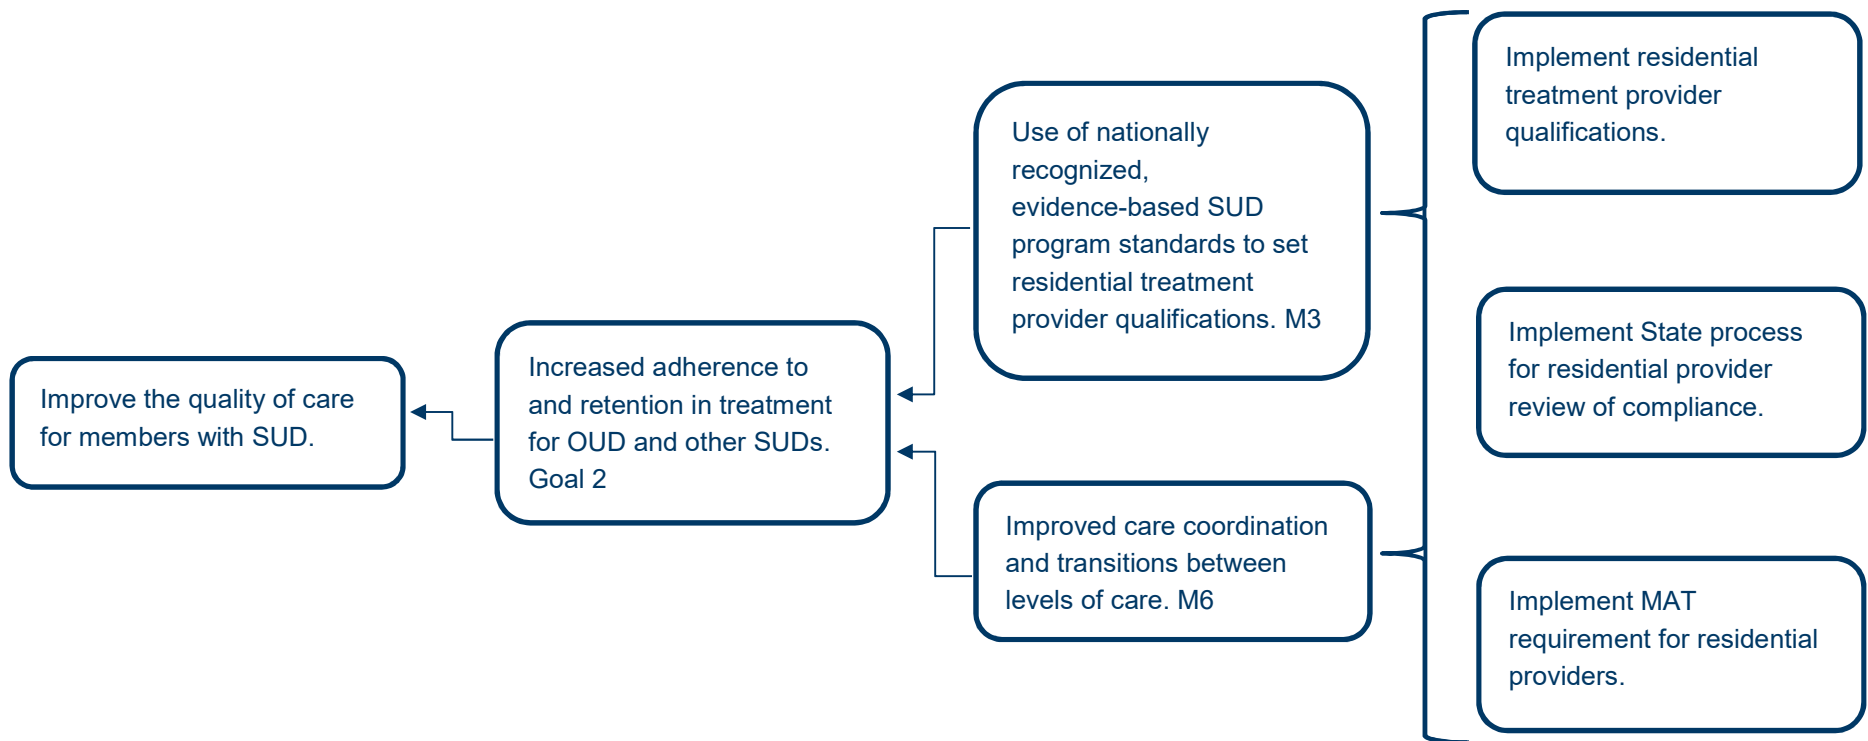 Improve the quality of care
for members with SUD.
Increased adherence to
and retention in treatment
for OUD and other SUDs.
Goal 2
Use of nationally
recognized,
evidence-based SUD
program standards to set
residential treatment
provider qualifications. M3
Improved care coordination
and transitions between
levels of care. M6
Implement residential
treatment provider
qualifications.
Implement State process
for residential provider
review of compliance.
Implement MAT
requirement for residential
providers.